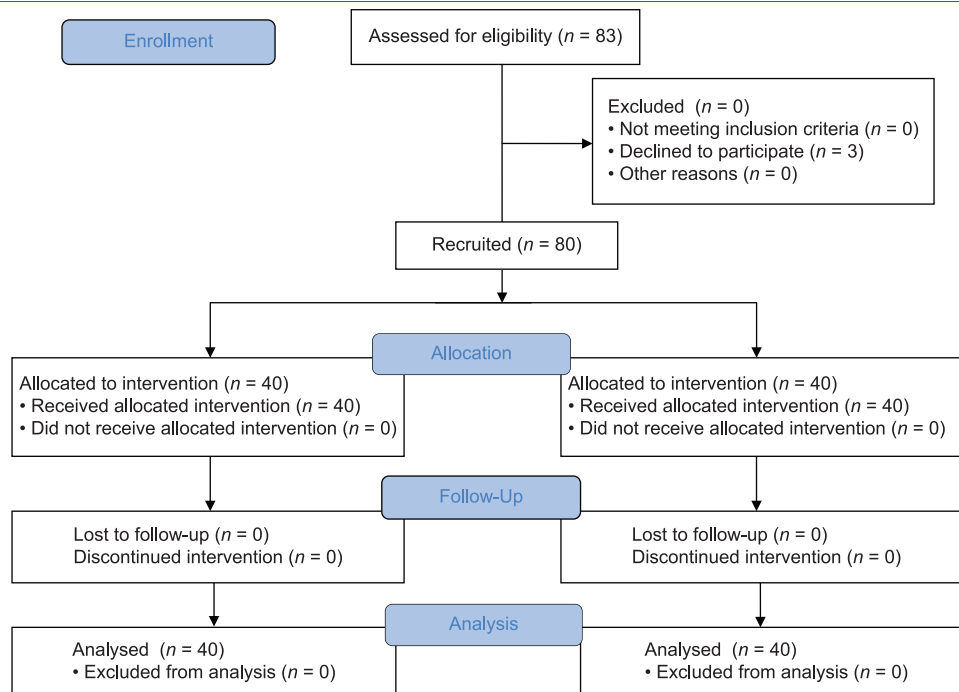 Enrollment
Assessed for eligibility (n = 83)
Excluded (n = 0)
• Not meeting inclusion criteria (n = 0)
• Declined to participate (n = 3)
• Other reasons (n = 0)
Recruited (n = 80)
Allocation
Allocated to intervention (n = 40)
• Received allocated intervention (n = 40)
• Did not receive allocated intervention (n = 0)
Allocated to intervention (n = 40)
• Received allocated intervention (n = 40)
• Did not receive allocated intervention (n = 0)
Follow-Up
Lost to follow-up (n = 0)
Discontinued intervention (n = 0)
Lost to follow-up (n = 0)
Discontinued intervention (n = 0)
Analysis
Analysed (n = 40)
• Excluded from analysis (n = 0)
Analysed (n = 40)
• Excluded from analysis (n = 0)